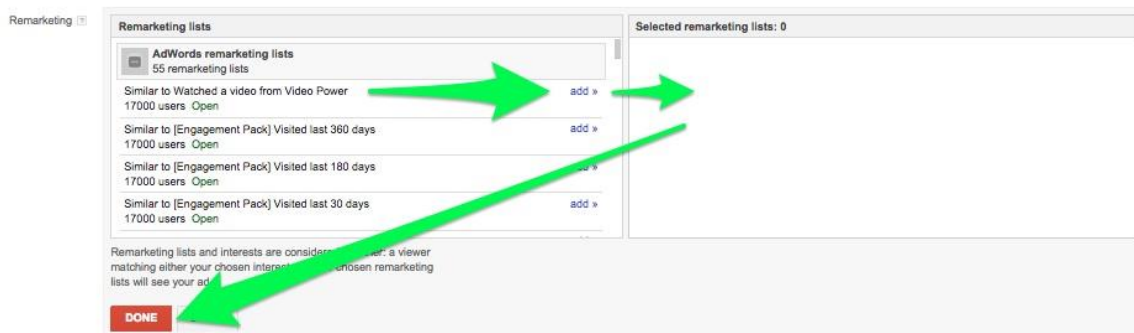 Remarketing ?
Remarketing lists
Selected remarketing lists: 0
AdWords remarketing lists
55 remarketing lists
Similar to Watched a video from Video Power
add »
17000 users Open
Similar to [Engagement Pack] Visited last 360 days
add »
17000 users Open
Similar to [Engagement Pack] Visited last 180 days
17000 users Open
Similar to [Engagement Pack] Visited last 30 days
add »
17000 users Open
Remarketing lists and interests are a viewer
matching either your chosen chosen remarketing
lists will see your
DONE